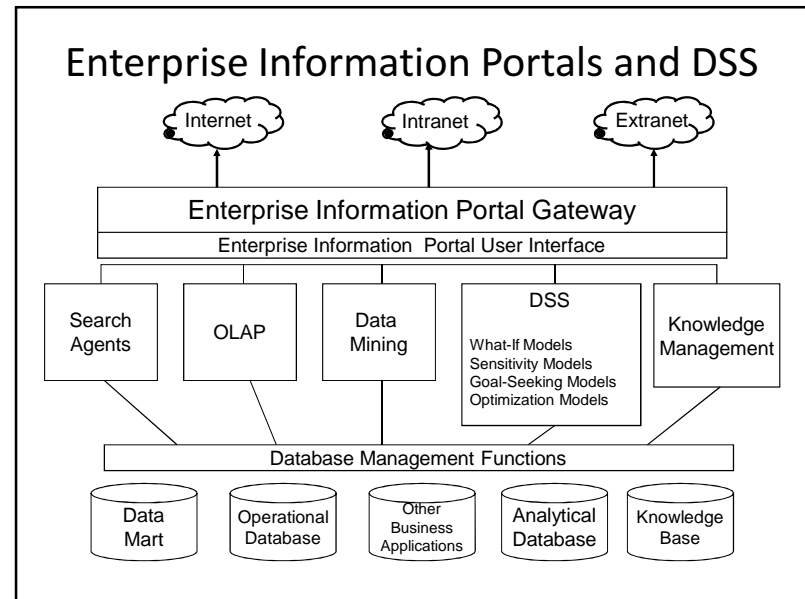 Enterprise Information Portals and DSS
Internet
Intranet
Extranet
Enterprise Information Portal Gateway
Enterprise Information Portal User Interface
Search
Agents
OLAP
Data
Mining
DSS
What-If Models
Sensitivity Models
Goal-Seeking Models
Optimization Models
Knowledge
Management
Database Management Functions
Data
Mart
Operational
Database
Other
Business
Applications
Analytical
Database
Knowledge
Base